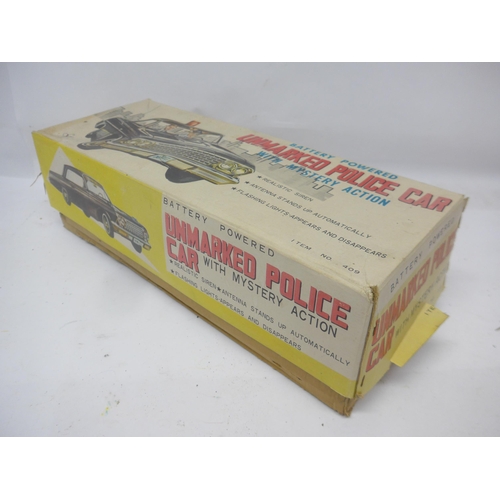 BATTERY POWERED
UNMARKED POLICE CAR
WITH MYSTERY ACTION
★ REALISTIC SIREN
★ ANTENNA STANDS UP AUTOMATICALLY
★ FLASHING LIGHTS-APPEARS AND DISAPPEARS
ITEM NO. 409
BATTERY POWERED
UNMARKED POLICE
CAR WITH MYSTERY ACTION
★ REALISTIC SIREN ★ ANTENNA STANDS UP AUTOMATICALLY
★ FLASHING LIGHTS-APPEARS AND DISAPPEARS
BATTERY POWERED
UNMARKED POLICE
CAR